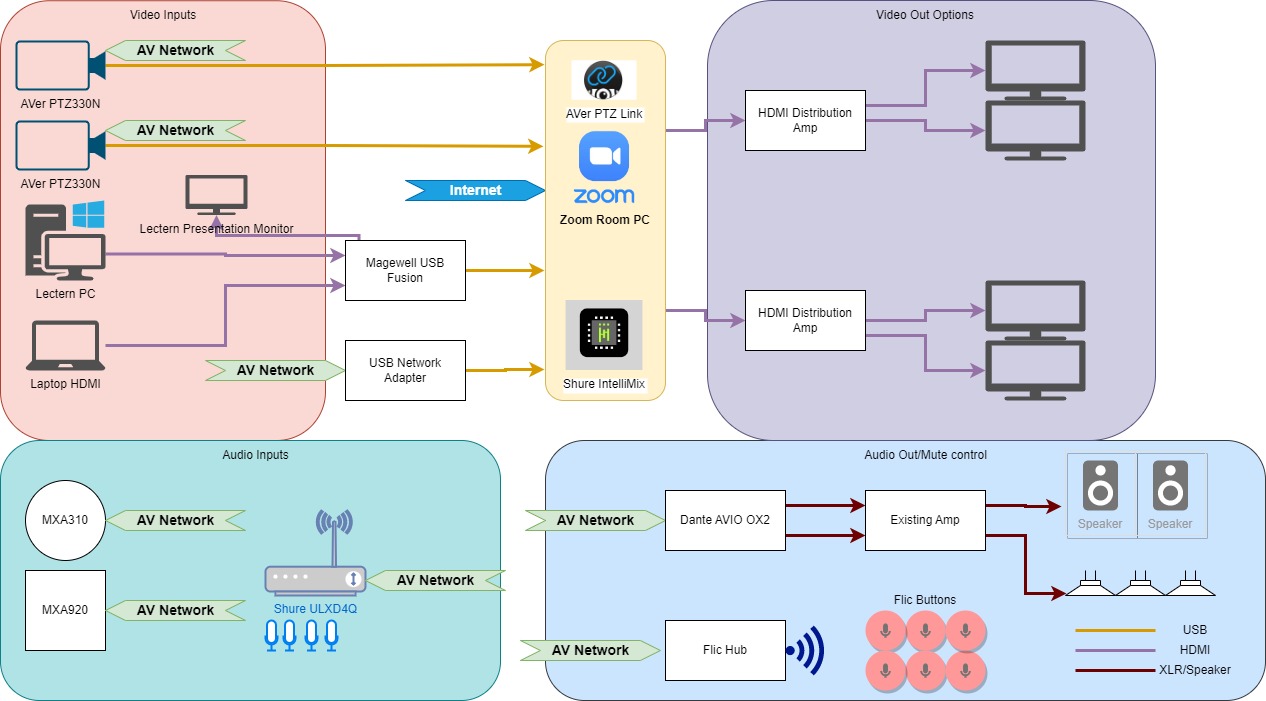 Video Inputs
AV Network
AVer PTZ330N
AV Network
AVer PTZ330N
Lectern Presentation Monitor
Lectern PC
Laptop HDMI
Magewell USB
Fusion
AV Network
USB Network
Adapter
Internet
AVer PTZ Link
zoom
Zoom Room PC
Shure IntelliMix
Video Out Options
HDMI Distribution
Amp
HDMI Distribution
Amp
Audio Inputs
MXA310
AV Network
MXA920
AV Network
AV Network
Shure ULXD4Q
Audio Out/Mute control
AV Network
Dante AVIO OX2
Existing Amp
Speaker
Speaker
AV Network
Flic Hub
Flic Buttons
USB
HDMI
XLR/Speaker